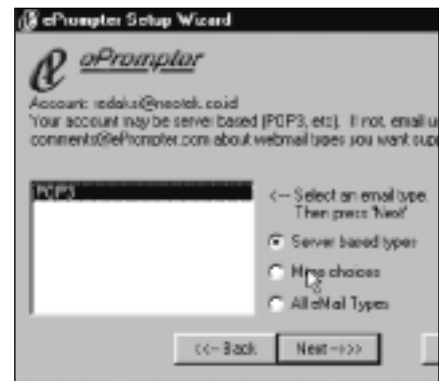 ePrompter Setup Wizard
ePrompter
Account: redaksi@neotek.co.id
Your account may be server based (POP3, etc). If not, email u
comments@ePrompter.com about webmail types you want supp
POP3
<-- Select an email type.
Then press 'Next'
Server based types
More choices
All eMail Types
<<-- Back
Next -->>>